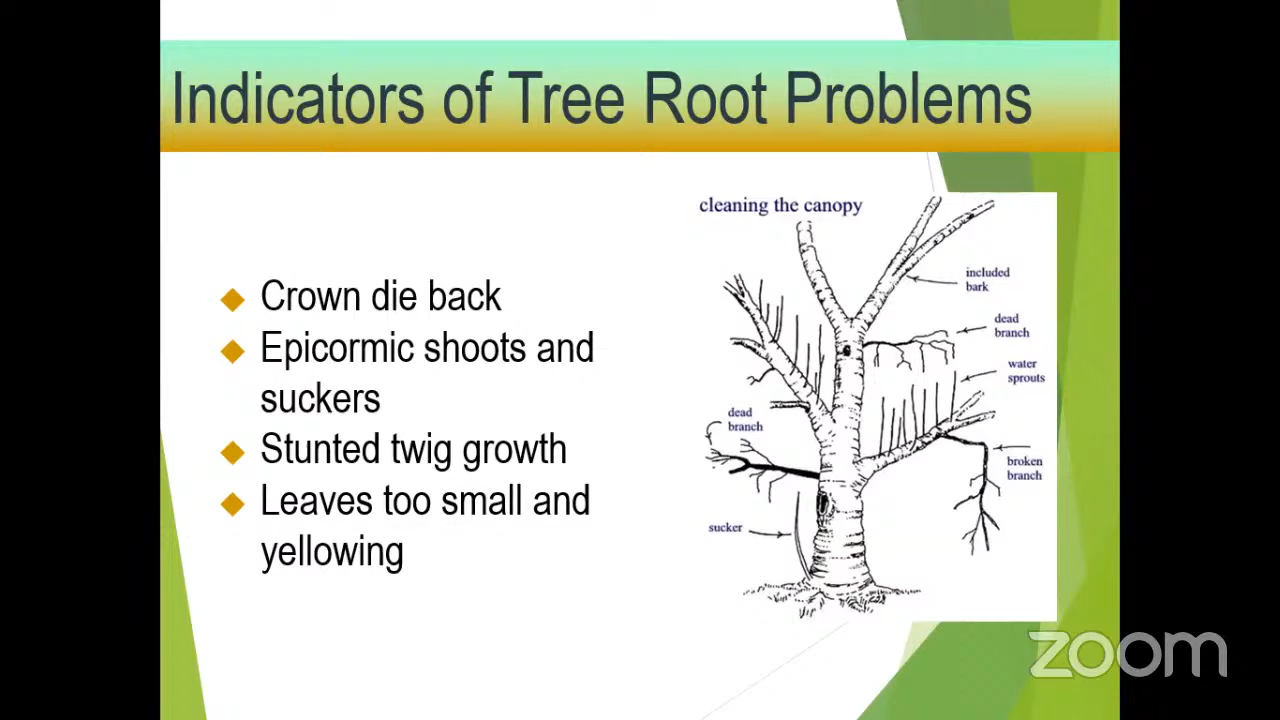 Indicators of Tree Root Problems
Crown die back
Epicormic shoots and
suckers
Stunted twig growth
Leaves too small and
yellowing
cleaning the canopy
included
bark
dead
branch
water
sprouts
dead
branch
broken
branch
sucker
zoom